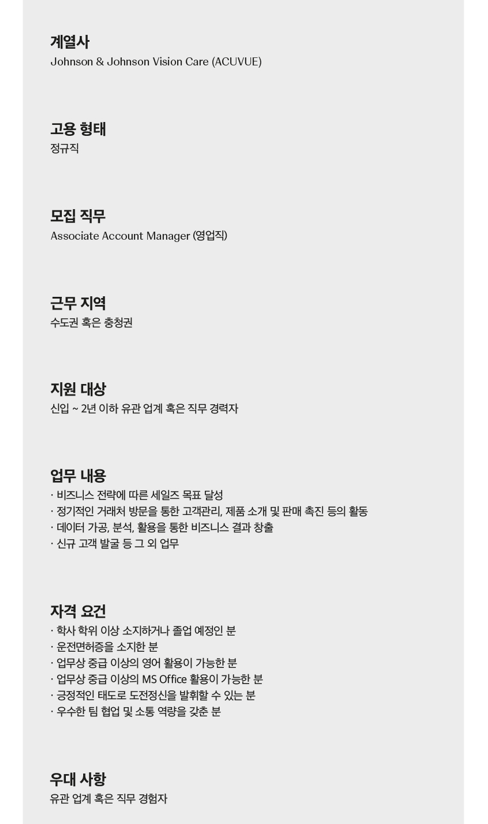 계열사
Johnson & Johnson Vision Care (ACUVUE)
고용 형태
정규직
모집 직무
Associate Account Manager (영업직)
근무 지역
수도권 혹은 충청권
지원 대상
신입 ~ 2년 이하 유관 업계 혹은 직무 경력자
업무 내용
· 비즈니스 전략에 따른 세일즈 목표 달성
· 정기적인 거래처 방문을 통한 고객관리, 제품 소개 및 판매 촉진 등의 활동
· 데이터 가공, 분석, 활용을 통한 비즈니스 결과 창출
· 신규 고객 발굴 등 그 외 업무
자격 요건
· 학사 학위 이상 소지하거나 졸업 예정인 분
· 운전면허증을 소지한 분
· 업무상 중급 이상의 영어 활용이 가능한 분
· 업무상 중급 이상의 MS Office 활용이 가능한 분
· 긍정적인 태도로 도전정신을 발휘할 수 있는 분
· 우수한 팀 협업 및 소통 역량을 갖춘 분
우대 사항
유관 업계 혹은 직무 경험자